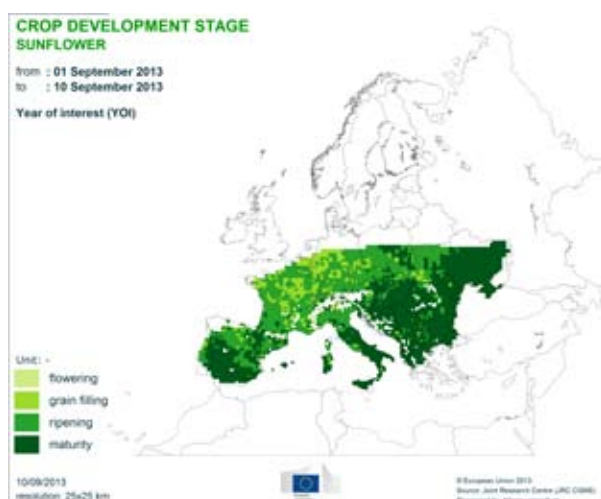 CROP DEVELOPMENT STAGE
SUNFLOWER
from : 01 September 2013
to : 10 September 2013
Year of interest (YOI)
Unit: -
flowering
grain filling
ripening
maturity
10/09/2013
resolution: 25x25 km
© European Union 2013
Source: Joint Research Centre (JRC CGMS)